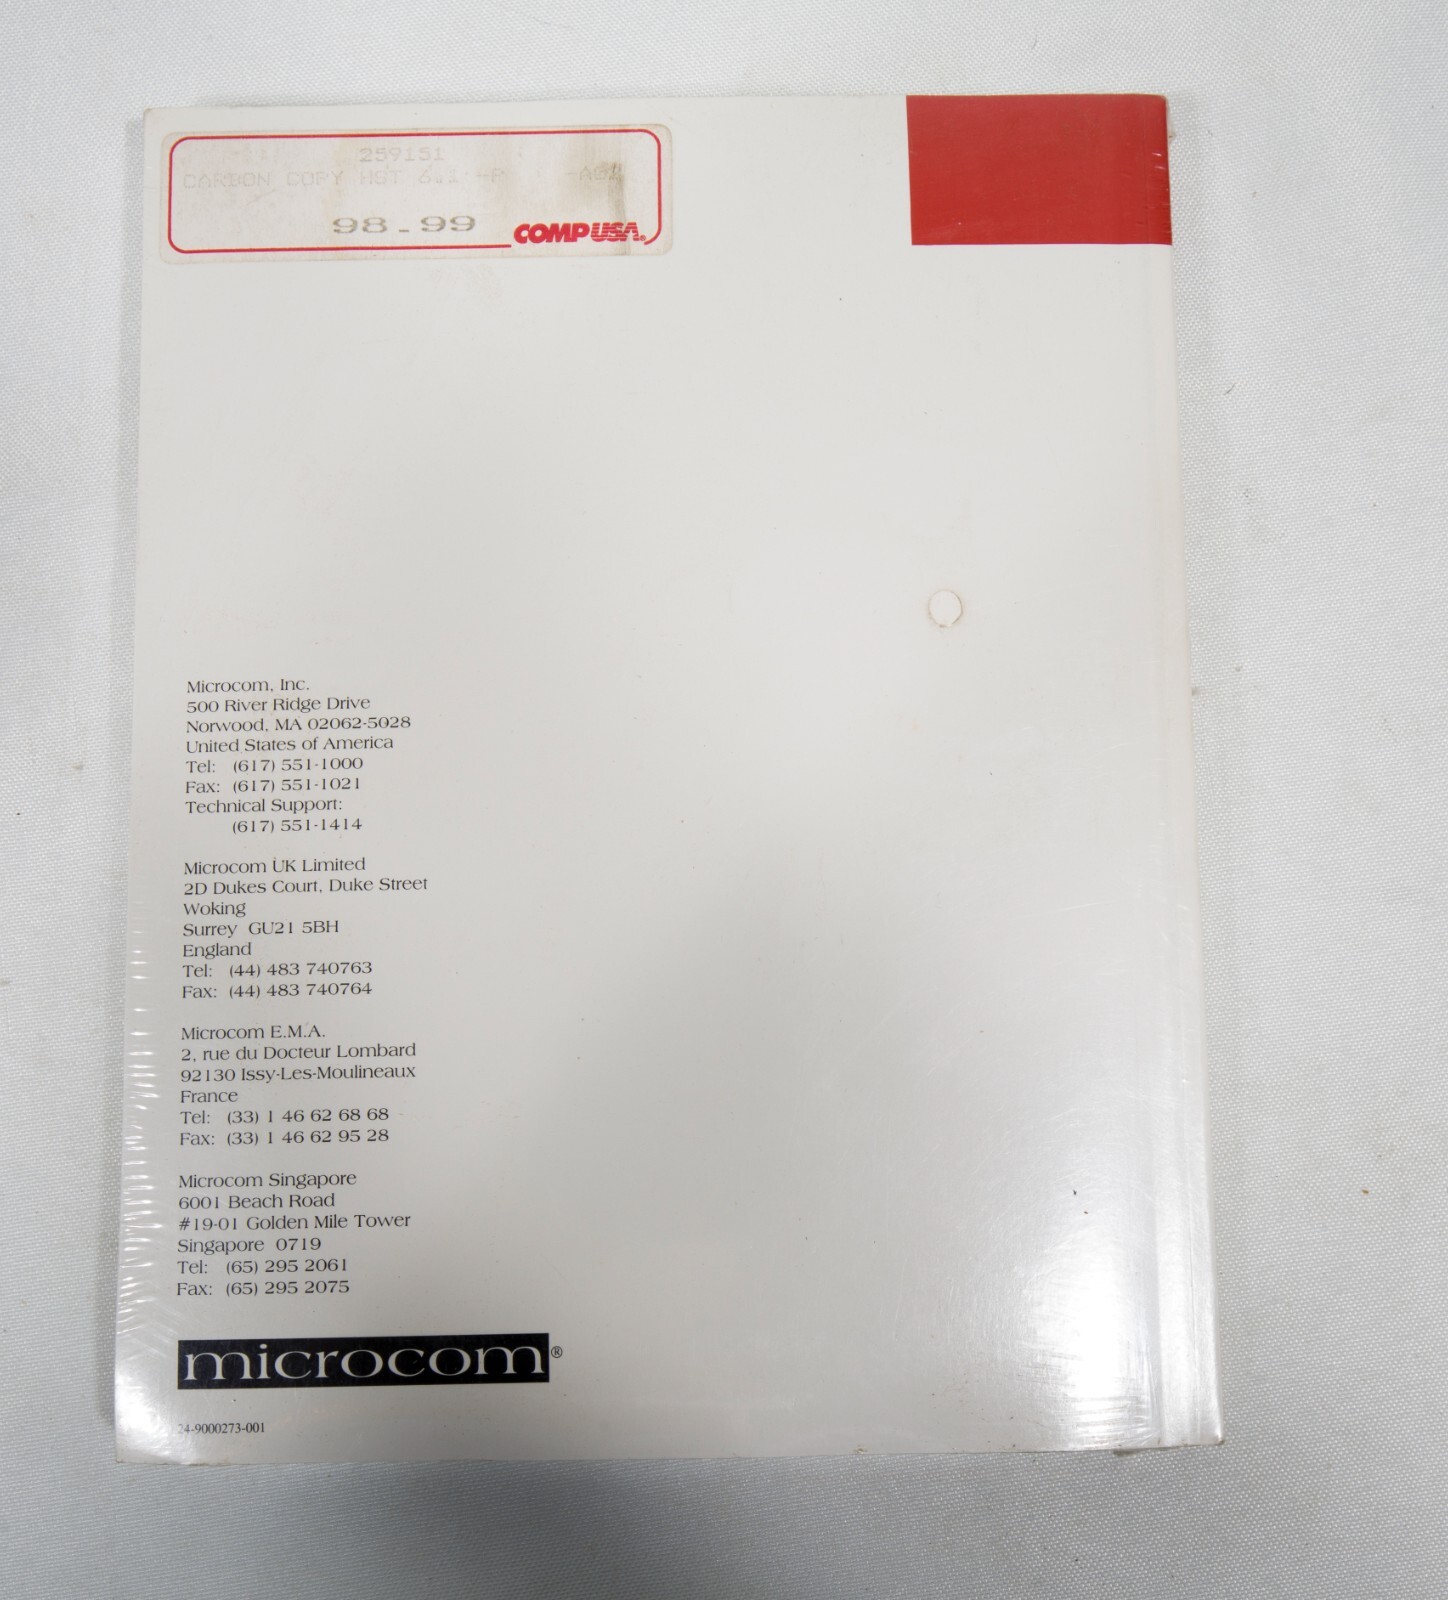 259151
CARBON COPY HST 6.1 -P
98.99
COMPUSA.
Microcom, Inc.
500 River Ridge Drive
Norwood, MA 02062-5028
United States of America
Tel: (617) 551-1000
Fax: (617) 551-1021
Technical Support:
(617) 551-1414
Microcom UK Limited
2D Dukes Court, Duke Street
Woking
Surrey GU21 5BH
England
Tel: (44) 483 740763
Fax: (44) 483 740764
Microcom E.M.A.
2, rue du Docteur Lombard
92130 Issy-Les-Moulineaux
France
Tel: (33) 1 46 62 68 68
Fax: (33) 1 46 62 95 28
Microcom Singapore
6001 Beach Road
#19-01 Golden Mile Tower
Singapore 0719
Tel: (65) 295 2061
Fax: (65) 295 2075
microcom®
24-9000273-001